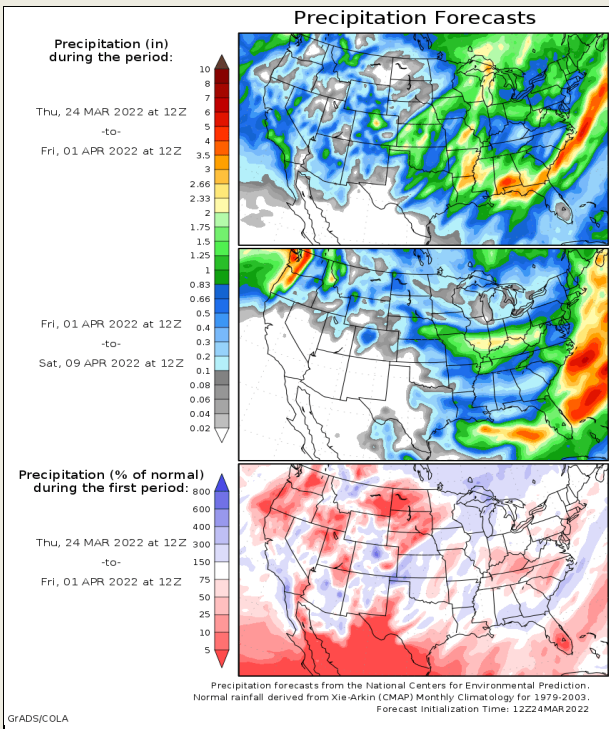 Precipitation Forecasts
Precipitation (in)
during the period:
Thu, 24 MAR 2022 at 12Z
-to-
Fri, 01 APR 2022 at 12Z
10
8
7
6
5
4
3.5
3
2.66
2.33
2
1.75
1.5
1.25
1
0.83
0.66
0.5
0.4
0.3
0.2
0.1
0.08
0.06
0.04
0.02
Fri, 01 APR 2022 at 12Z
-to-
Sat, 09 APR 2022 at 12Z
Precipitation (% of normal)
during the first period:
Thu, 24 MAR 2022 at 12Z
-to-
Fri, 01 APR 2022 at 12Z
800
600
400
300
150
75
50
25
10
5
Precipitation forecasts from the National Centers for Environmental Prediction.
Normal rainfall derived from Xie-Arkin (CMAP) Monthly Climatology for 1979-2003.
Forecast Initialization Time: 12Z24MAR2022
GrADS/COLA